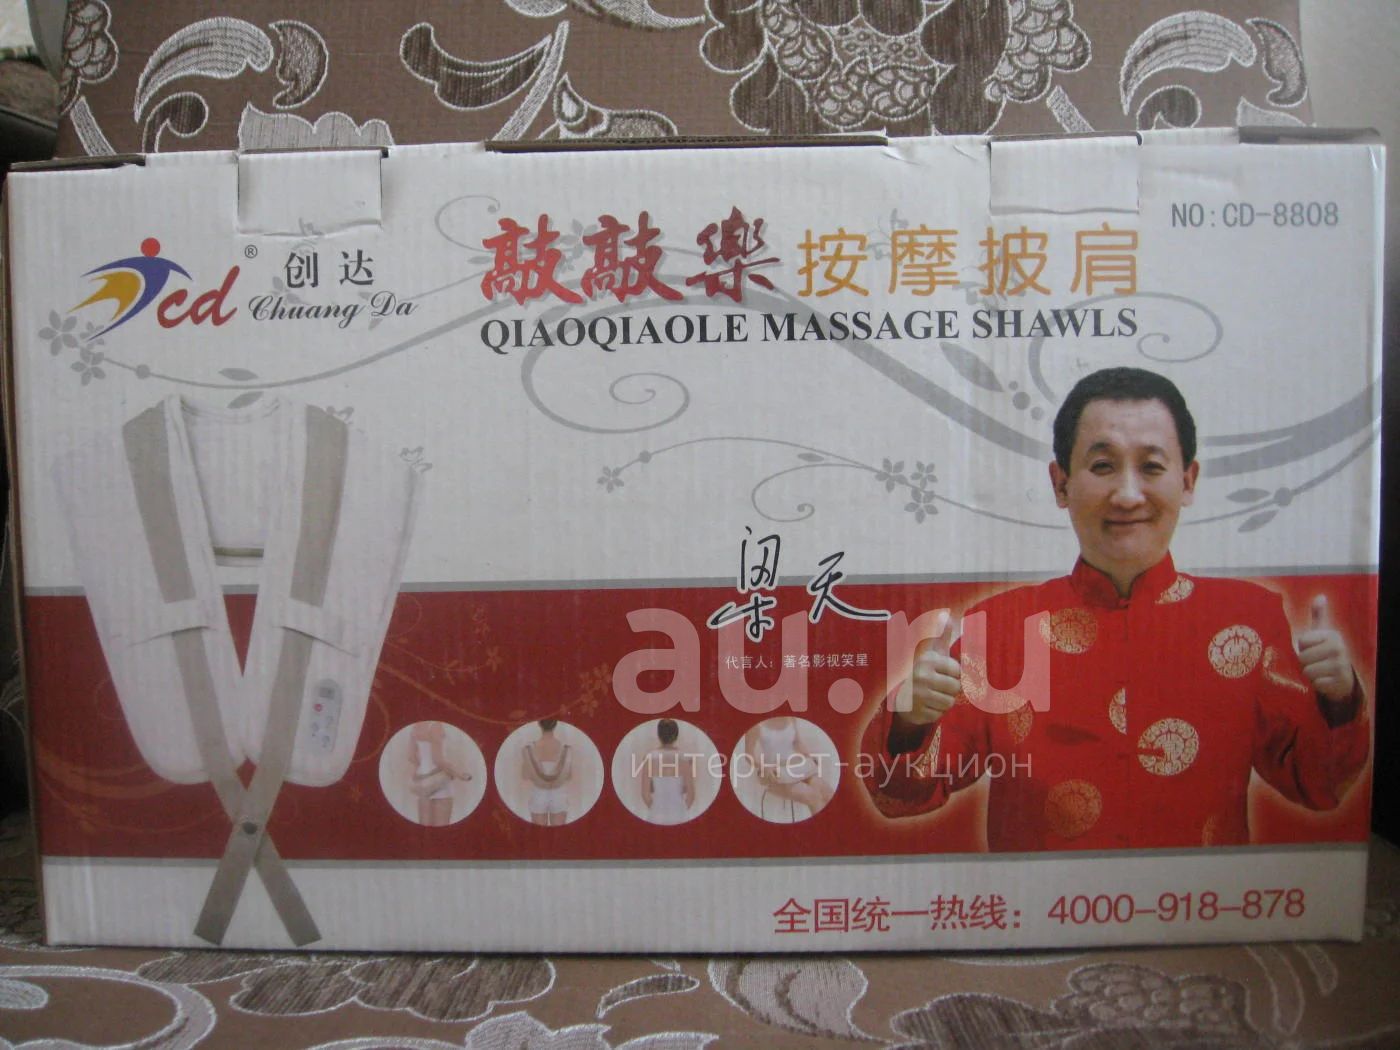 NO:CD-8808
cd
®
创达
Chuang Da
敲敲樂按摩披肩
QIAOQIAOLE MASSAGE SHAWLS
梁天
代言人：著名影视笑星
au.ru
интернет-аукцион
全国统一热线：4000-918-878